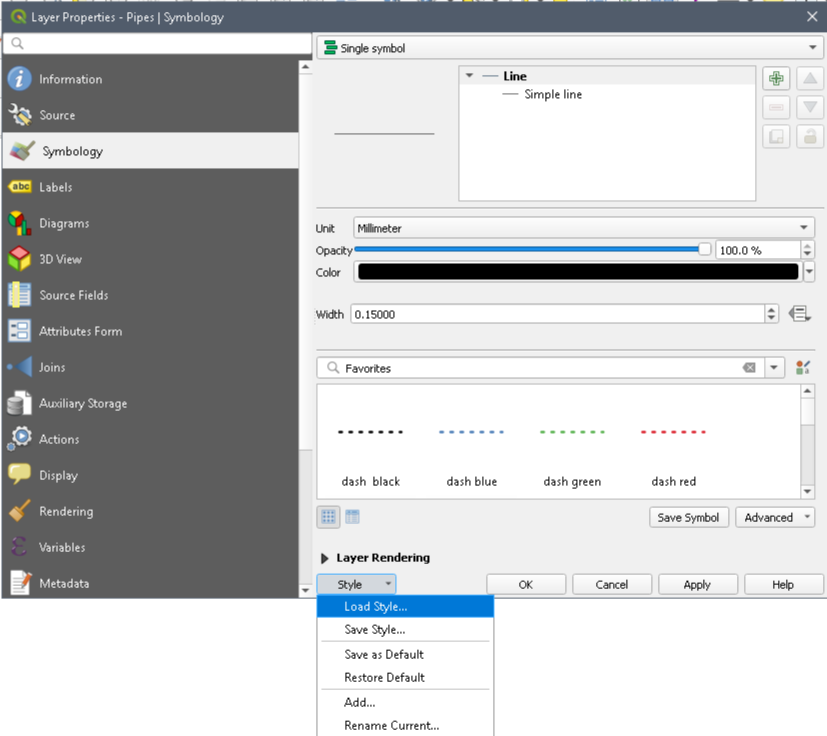 Layer Properties - Pipes | Symbology
Information
Source
Symbology
abc Labels
Diagrams
3D View
Source Fields
Attributes Form
Joins
Auxiliary Storage
Actions
Display
Rendering
Variables
Metadata
Single symbol
Line
Simple line
Unit Millimeter
Opacity 100.0 %
Color
Width 0.15000
Favorites
dash black dash blue dash green dash red
Save Symbol Advanced
Layer Rendering
Style OK Cancel Apply Help
Load Style...
Save Style...
Save as Default
Restore Default
Add...
Rename Current...